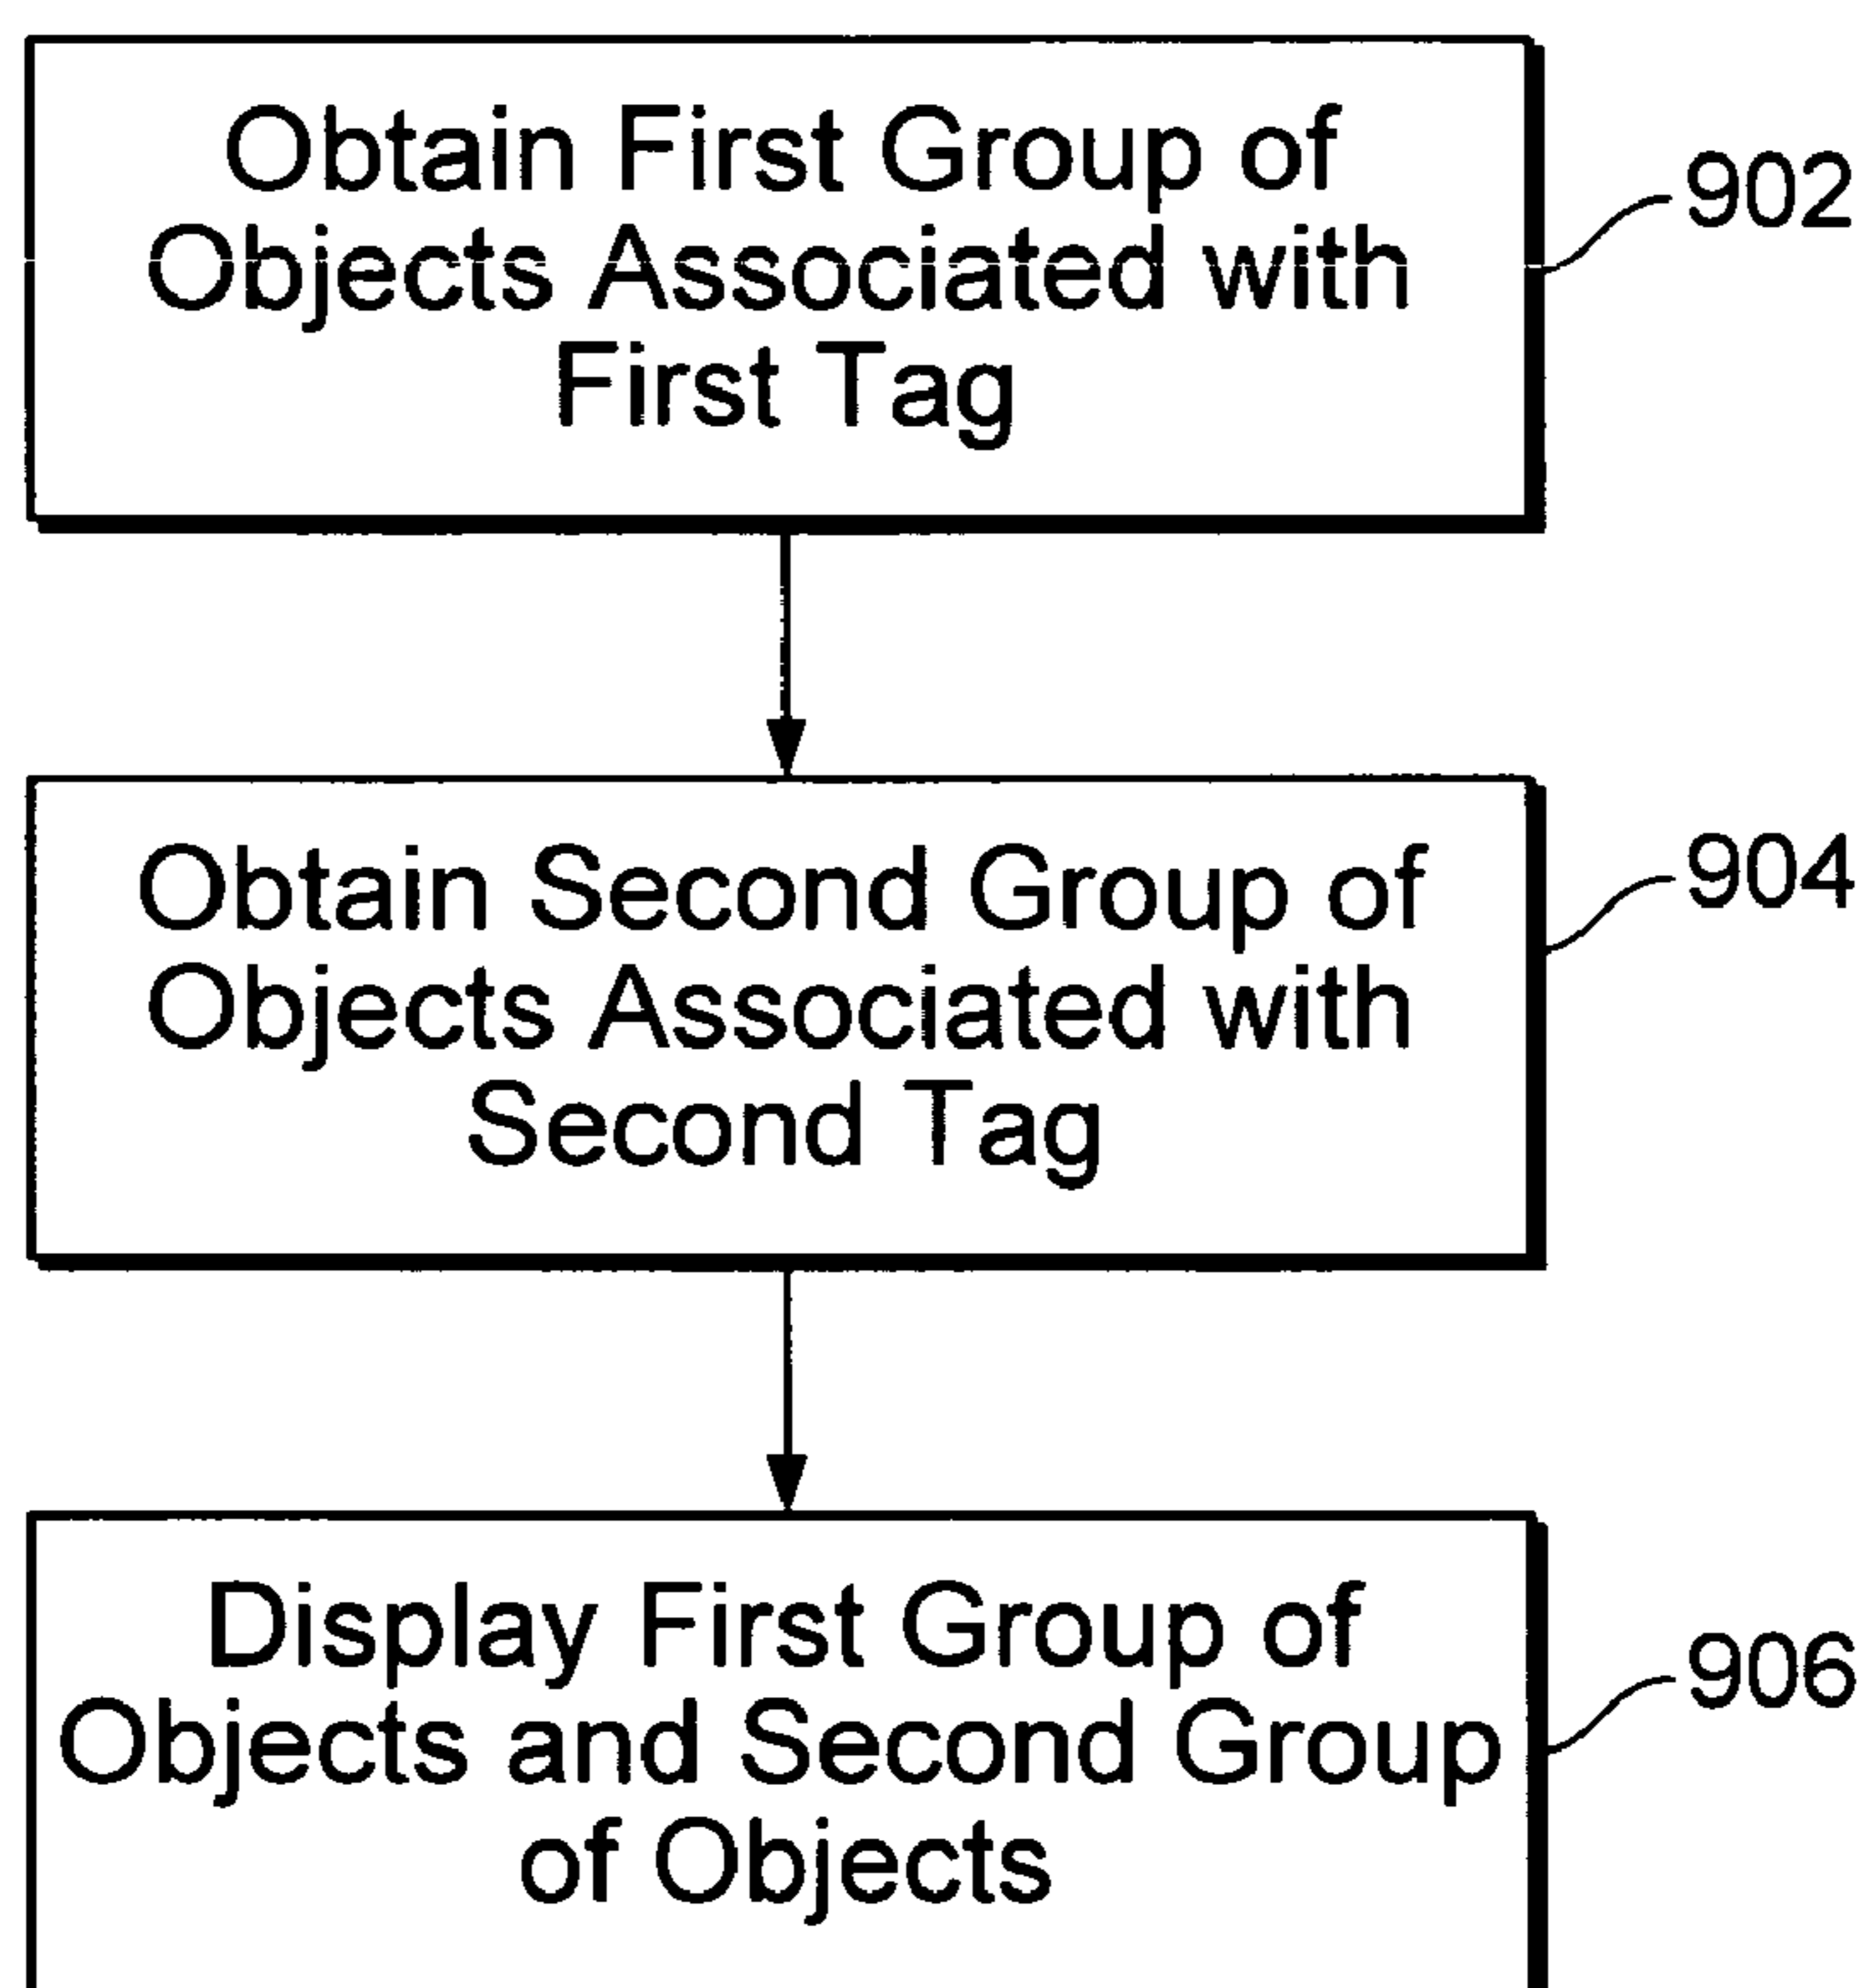 Obtain First Group of
Objects Associated with
First Tag
902
Obtain Second Group of
Objects Associated with
Second Tag
904
Display First Group of
Objects and Second Group
of Objects
906